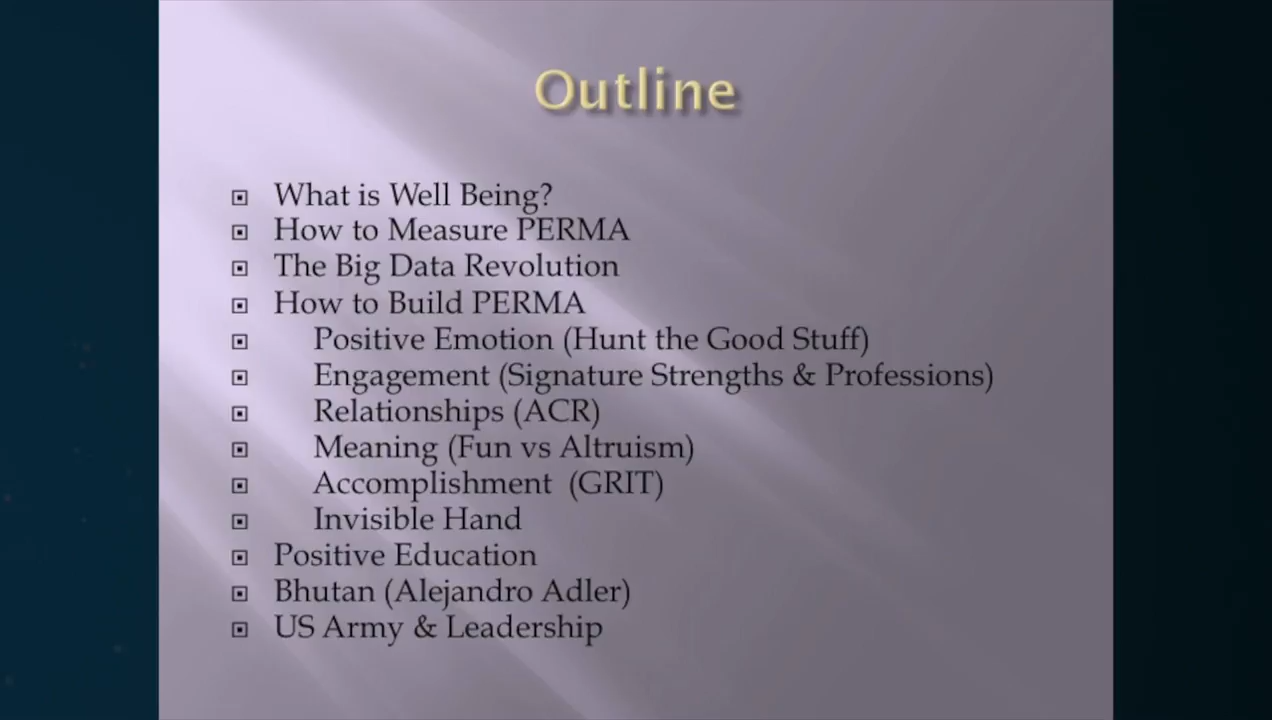 Outline
What is Well Being?
How to Measure PERMA
The Big Data Revolution
How to Build PERMA
Positive Emotion (Hunt the Good Stuff)
Engagement (Signature Strengths & Professions)
Relationships (ACR)
Meaning (Fun vs Altruism)
Accomplishment (GRIT)
Invisible Hand
Positive Education
Bhutan (Alejandro Adler)
US Army & Leadership